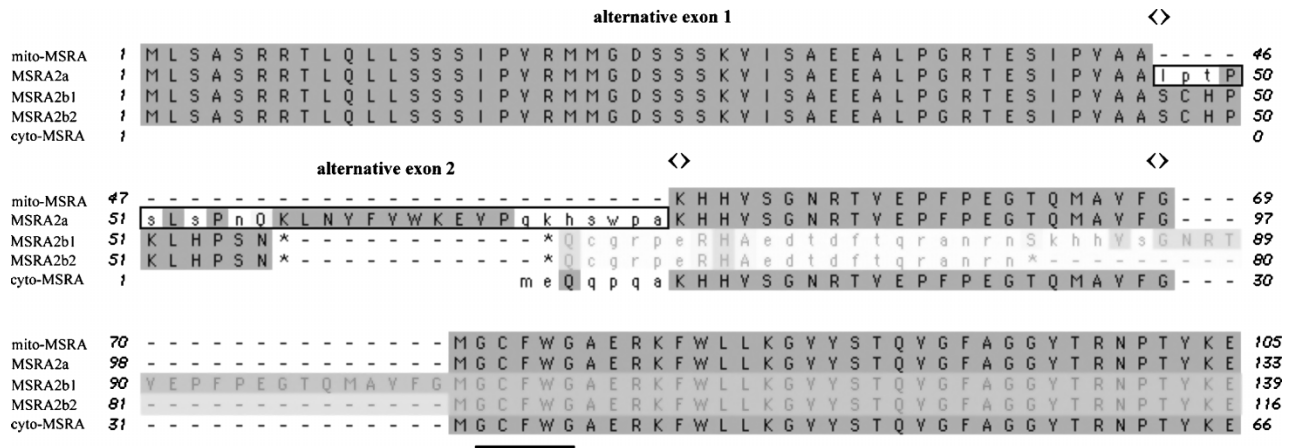 alternative exon 1 <>
mito-MSRA 1 M L S A S R R T L Q L L S S S I P V R M M G D S S S K V I S A E E A L P G R T E S I P V A A - - - - 46
MSRA2a 1 M L S A S R R T L Q L L S S S I P V R M M G D S S S K V I S A E E A L P G R T E S I P V A A l p t P 50
MSRA2b1 1 M L S A S R R T L Q L L S S S I P V R M M G D S S S K V I S A E E A L P G R T E S I P V A A S C H P 50
MSRA2b2 1 M L S A S R R T L Q L L S S S I P V R M M G D S S S K V I S A E E A L P G R T E S I P V A A S C H P 50
cyto-MSRA 1 0
alternative exon 2 <> <>
mito-MSRA 47 - - - - - - - - - - - - - - - - - - - - - - - - K H H V S G N R T V E P F P E G T Q M A V F G - - - 69
MSRA2a 51 s L s P n Q K L N Y F V W K E V P q k h s w p a K H H V S G N R T V E P F P E G T Q M A V F G - - - 97
MSRA2b1 51 K L H P S N * - - - - - - - - - - - * Q c g r p e R H A e d t d f t q r a n r n S k h h V s G N R T 89
MSRA2b2 51 K L H P S N * - - - - - - - - - - - * Q c g r p e R H A e d t d f t q r a n r n * - - - - - - - - - 80
cyto-MSRA 1 m e Q q p q a K H H V S G N R T V E P F P E G T Q M A V F G - - - 30
mito-MSRA 70 - - - - - - - - - - - - - - M G C F W G A E R K F W L L K G V Y S T Q V G F A G G Y T R N P T Y K E 105
MSRA2a 98 - - - - - - - - - - - - - - M G C F W G A E R K F W L L K G V Y S T Q V G F A G G Y T R N P T Y K E 133
MSRA2b1 90 V E P F P E G T Q M A V F G M G C F W G A E R K F W L L K G V Y S T Q V G F A G G Y T R N P T Y K E 139
MSRA2b2 81 - - - - - - - - - - - - - - M G C F W G A E R K F W L L K G V Y S T Q V G F A G G Y T R N P T Y K E 116
cyto-MSRA 31 - - - - - - - - - - - - - - M G C F W G A E R K F W L L K G V Y S T Q V G F A G G Y T R N P T Y K E 66